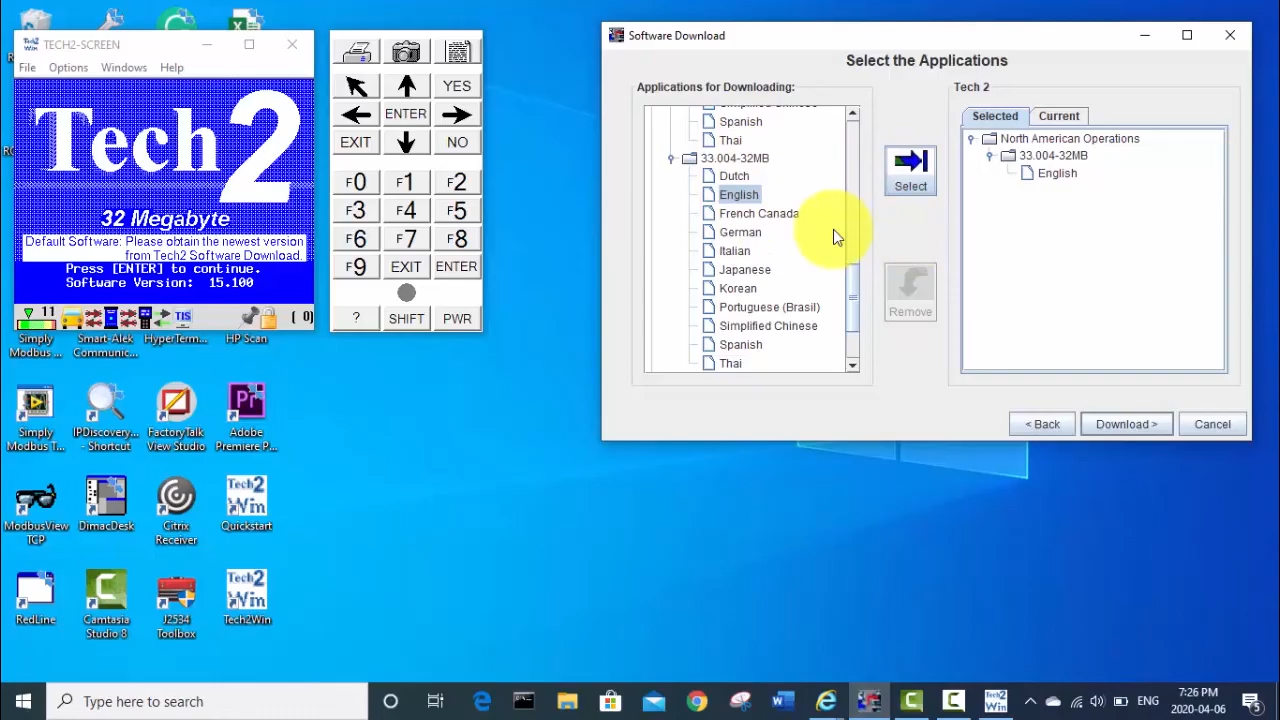 TECH2-SCREEN
File Options Windows Help
Tech
2
32 Megabyte
Default Software: Please obtain the newest version
from Tech2 Software Download.
Press [ENTER] to continue.
Software Version: 15.100
11
TIS
( 0)
YES
ENTER
EXIT
NO
F0 F1 F2
F3 F4 F5
F6 F7 F8
F9 EXIT ENTER
? SHIFT PWR
Software Download
Select the Applications
Applications for Downloading:
Simplified Chinese
Spanish
Thai
33.004-32MB
Dutch
English
French Canada
German
Italian
Japanese
Korean
Portuguese (Brasil)
Simplified Chinese
Spanish
Thai
Select
Remove
Tech 2
Selected Current
North American Operations
33.004-32MB
English
< Back Download > Cancel
Simply
Modbus ...
Smart-Alek
Communic...
HyperTerm...
HP Scan
Simply
Modbus T...
IPDiscovery...
- Shortcut
FactoryTalk
View Studio
Pr
Adobe
Premiere P...
ModbusView
TCP
DimacDesk
Citrix
Receiver
Tech2
Win
Quickstart
RedLine
Camtasia
Studio 8
J2534
Toolbox
Tech2
Win
Tech2Win
Type here to search
Tech2
Win
ENG
7:26 PM
2020-04-06
5